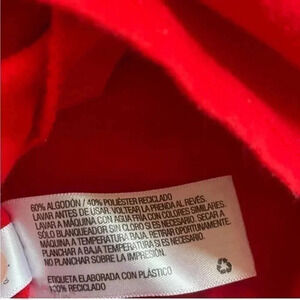 60% ALGODÓN / 40% POLIÉSTER RECICLADO
LAVAR ANTES DE USAR. VOLTEAR LA PRENDA AL REVÉS.
LAVAR A MÁQUINA CON AGUA FRIA CON COLORES SIMILARES.
SÓLO BLANQUEADOR SIN CLORO SI ES NECESARIO. SECAR A
MÁQUINA A TEMPERATURA BAJA. RETIRAR OPORTUNAMENTE.
PLANCHAR A BAJA TEMPERATURA SI ES NECESARIO.
NO PLANCHAR SOBRE LA IMPRESIÓN.
ETIQUETA ELABORADA CON PLÁSTICO
100% RECICLADO